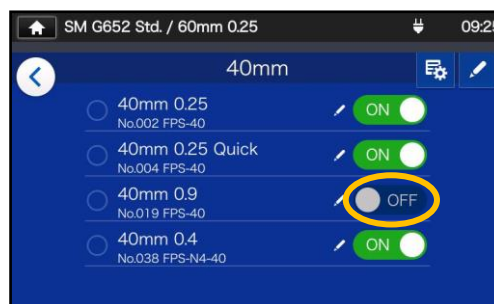 SM G652 Std. / 60mm 0.25 09:25
40mm
40mm 0.25 ON
No.002 FPS-40
40mm 0.25 Quick ON
No.004 FPS-40
40mm 0.9 OFF
No.019 FPS-40
40mm 0.4 ON
No.038 FPS-N4-40